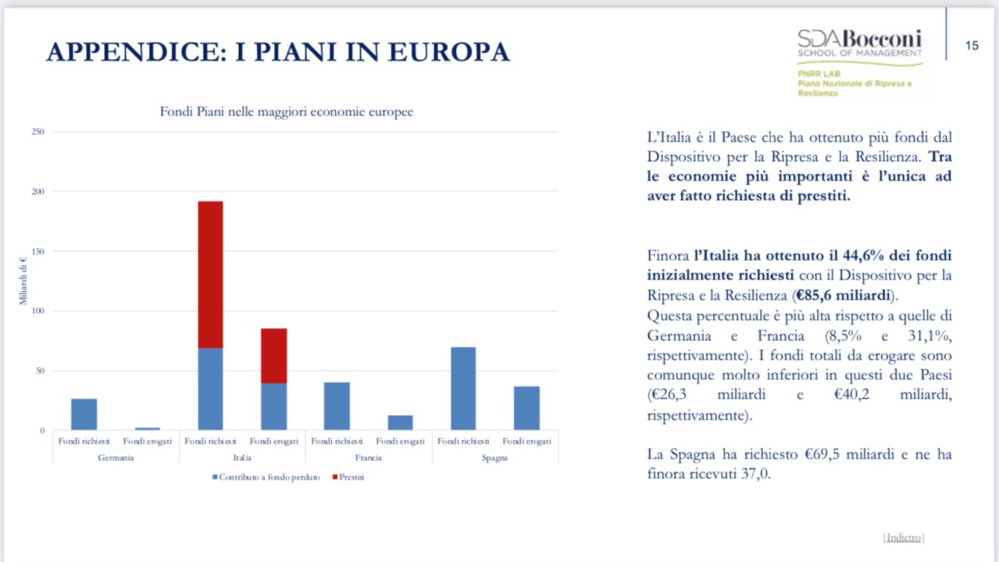 APPENDICE: I PIANI IN EUROPA
SDABocconi
SCHOOL OF MANAGEMENT
PNRR LAB
Piano Nazionale di Ripresa e
Resilienza
15
Fondi Piani nelle maggiori economie europee
Miliardi di €
250
200
150
100
50
0
Fondi richiesti Fondi erogati Fondi richiesti Fondi erogati Fondi richiesti Fondi erogati Fondi richiesti Fondi erogati
Germania Italia Francia Spagna
Contributo a fondo perduto Prestiti
L'Italia è il Paese che ha ottenuto più fondi dal
Dispositivo per la Ripresa e la Resilienza. Tra
le economie più importanti è l'unica ad
aver fatto richiesta di prestiti.
Finora l'Italia ha ottenuto il 44,6% dei fondi
inizialmente richiesti con il Dispositivo per la
Ripresa e la Resilienza (€85,6 miliardi).
Questa percentuale è più alta rispetto a quelle di
Germania e Francia (8,5% e 31,1%,
rispettivamente). I fondi totali da erogare sono
comunque molto inferiori in questi due Paesi
(€26,3 miliardi e €40,2 miliardi,
rispettivamente).
La Spagna ha richiesto €69,5 miliardi e ne ha
finora ricevuti 37,0.
|Indietro|